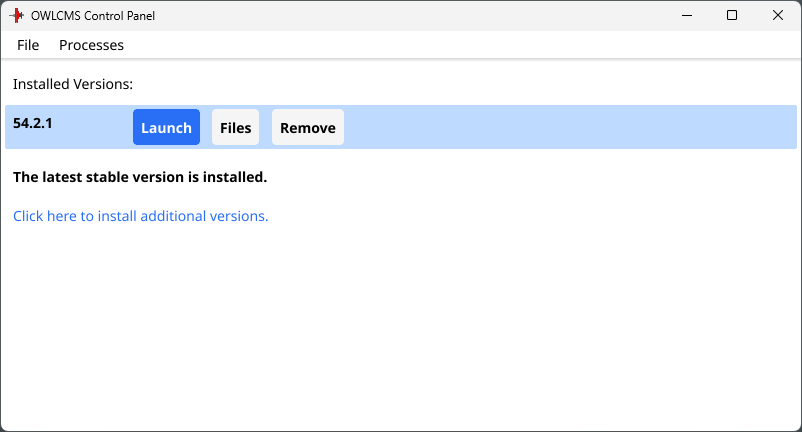 OWLCMS Control Panel
File Processes
Installed Versions:
54.2.1 Launch Files Remove
The latest stable version is installed.
Click here to install additional versions.